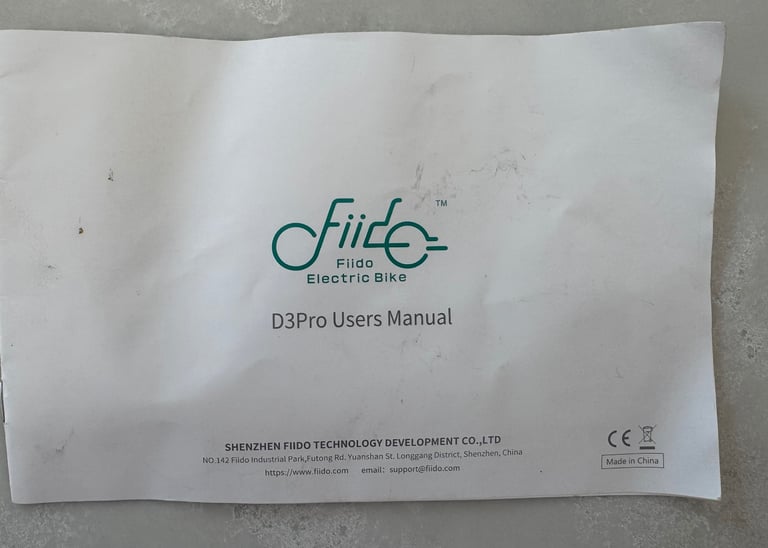 Fiido TM
Fiido
Electric Bike
D3Pro Users Manual
SHENZHEN FIIDO TECHNOLOGY DEVELOPMENT CO.,LTD
NO.142 Fiido Industrial Park,Futong Rd. Yuanshan St. Longgang District, Shenzhen, China
https://www.fiido.com email: support@fiido.com
CE
Made in China